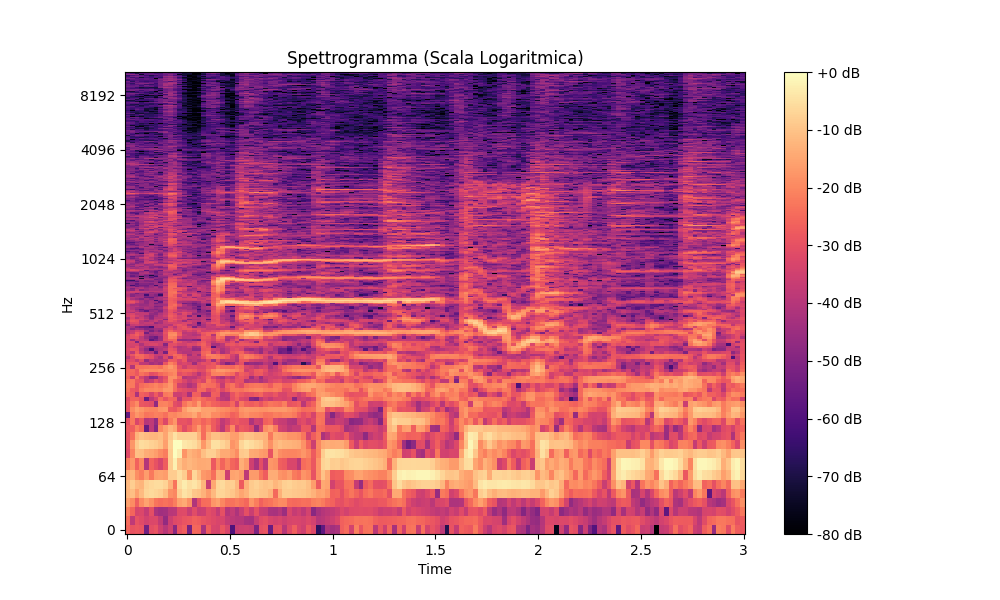 Spettrogramma (Scala Logaritmica)
Hz
8192
4096
2048
1024
512
256
128
64
0
0
0.5
1
1.5
2
2.5
3
Time
+0 dB
-10 dB
-20 dB
-30 dB
-40 dB
-50 dB
-60 dB
-70 dB
-80 dB